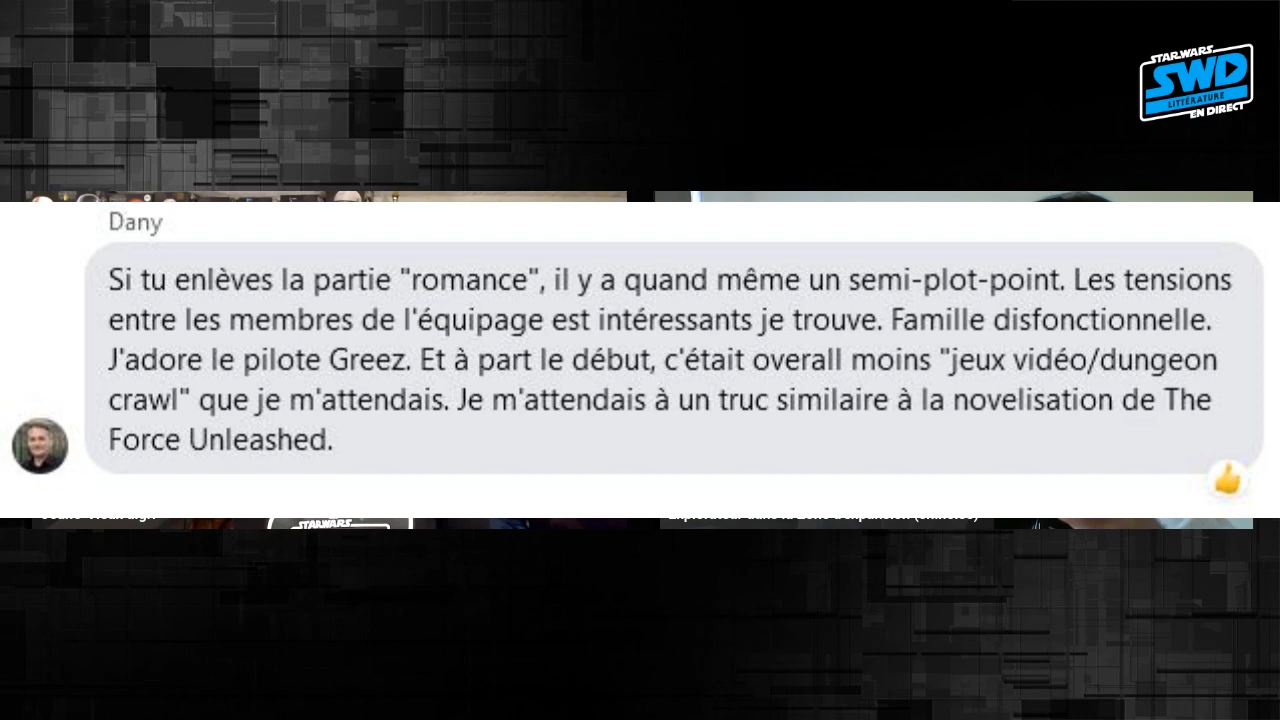 STAR WARS
SWD
LITTÉRATURE
EN DIRECT
Dany
Si tu enlèves la partie "romance", il y a quand même un semi-plot-point. Les tensions
entre les membres de l'équipage est intéressants je trouve. Famille disfonctionnelle.
J'adore le pilote Greez. Et à part le début, c'était overall moins "jeux vidéo/dungeon
crawl" que je m'attendais. Je m'attendais à un truc similaire à la novelisation de The
Force Unleashed.
STAR WARS